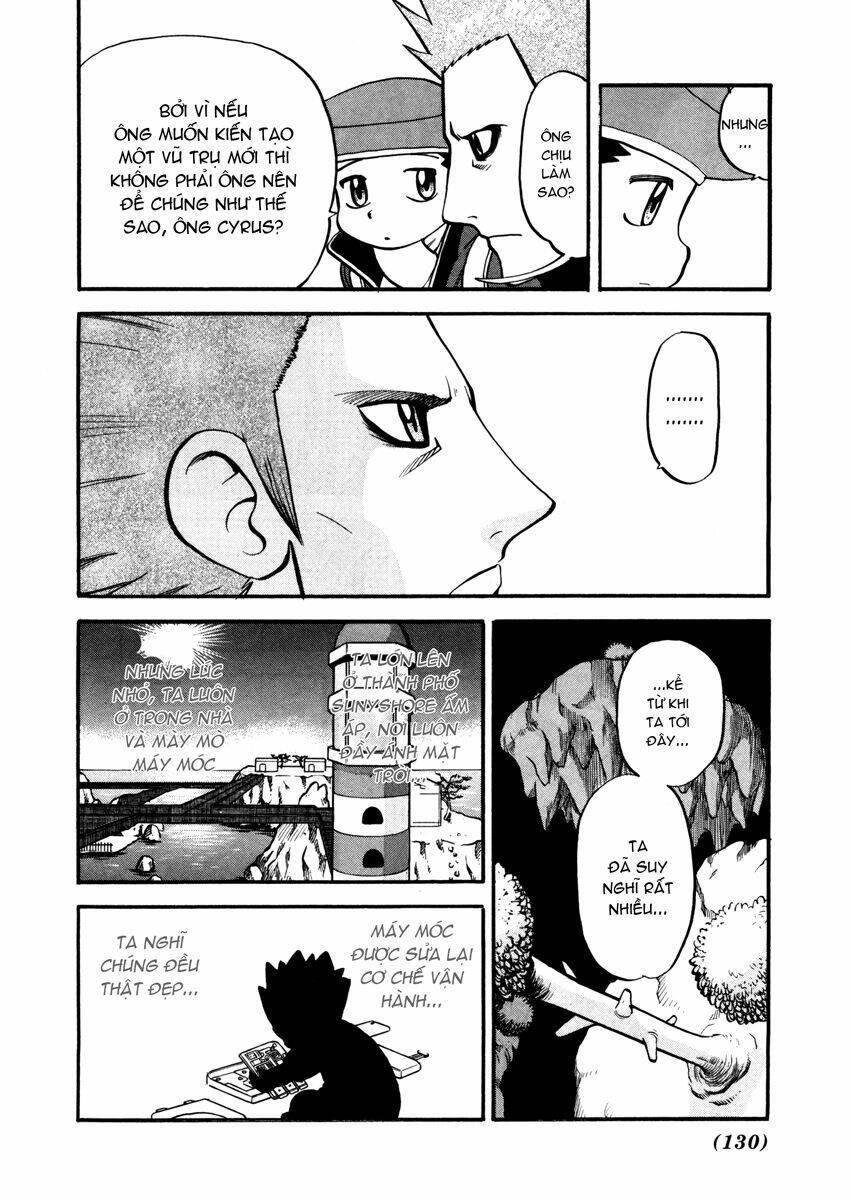 NHƯNG
...
ÔNG
CHỊU
LÀM
SAO?
BỞI VÌ NẾU
ÔNG MUỐN KIẾN TẠO
MỘT VŨ TRỤ MỚI THÌ
KHÔNG PHẢI ÔNG NÊN
ĐỂ CHÚNG NHƯ THẾ
SAO, ÔNG CYRUS?
.......
.......
...KỂ
TỪ KHI
TA TỚI
ĐÂY...
TA
ĐÃ SUY
NGHĨ RẤT
NHIỀU...
TA LỚN LÊN
Ở THÀNH PHỐ
SUNYSHORE ẤM
ÁP, NƠI LUÔN
ĐẦY ÁNH MẶT
TRỜI...
NHƯNG LÚC
NHỎ, TA LUÔN
Ở TRONG NHÀ
VÀ MÀY MÒ
MÁY MÓC
MÁY MÓC
ĐƯỢC SỬA LẠI
CƠ CHẾ VẬN
HÀNH...
TA NGHĨ
CHÚNG ĐỀU
THẬT ĐẸP...
(130)